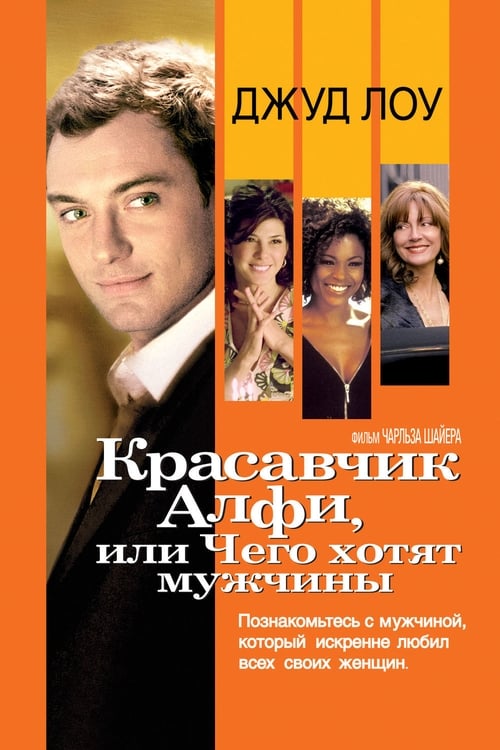 ДЖУД ЛОУ
ФИЛЬМ ЧАРЛЬЗА ШАЙЕРА
Красавчик
Алфи,
или Чего хотят
мужчины
Познакомьтесь с мужчиной,
который искренне любил
всех своих женщин.